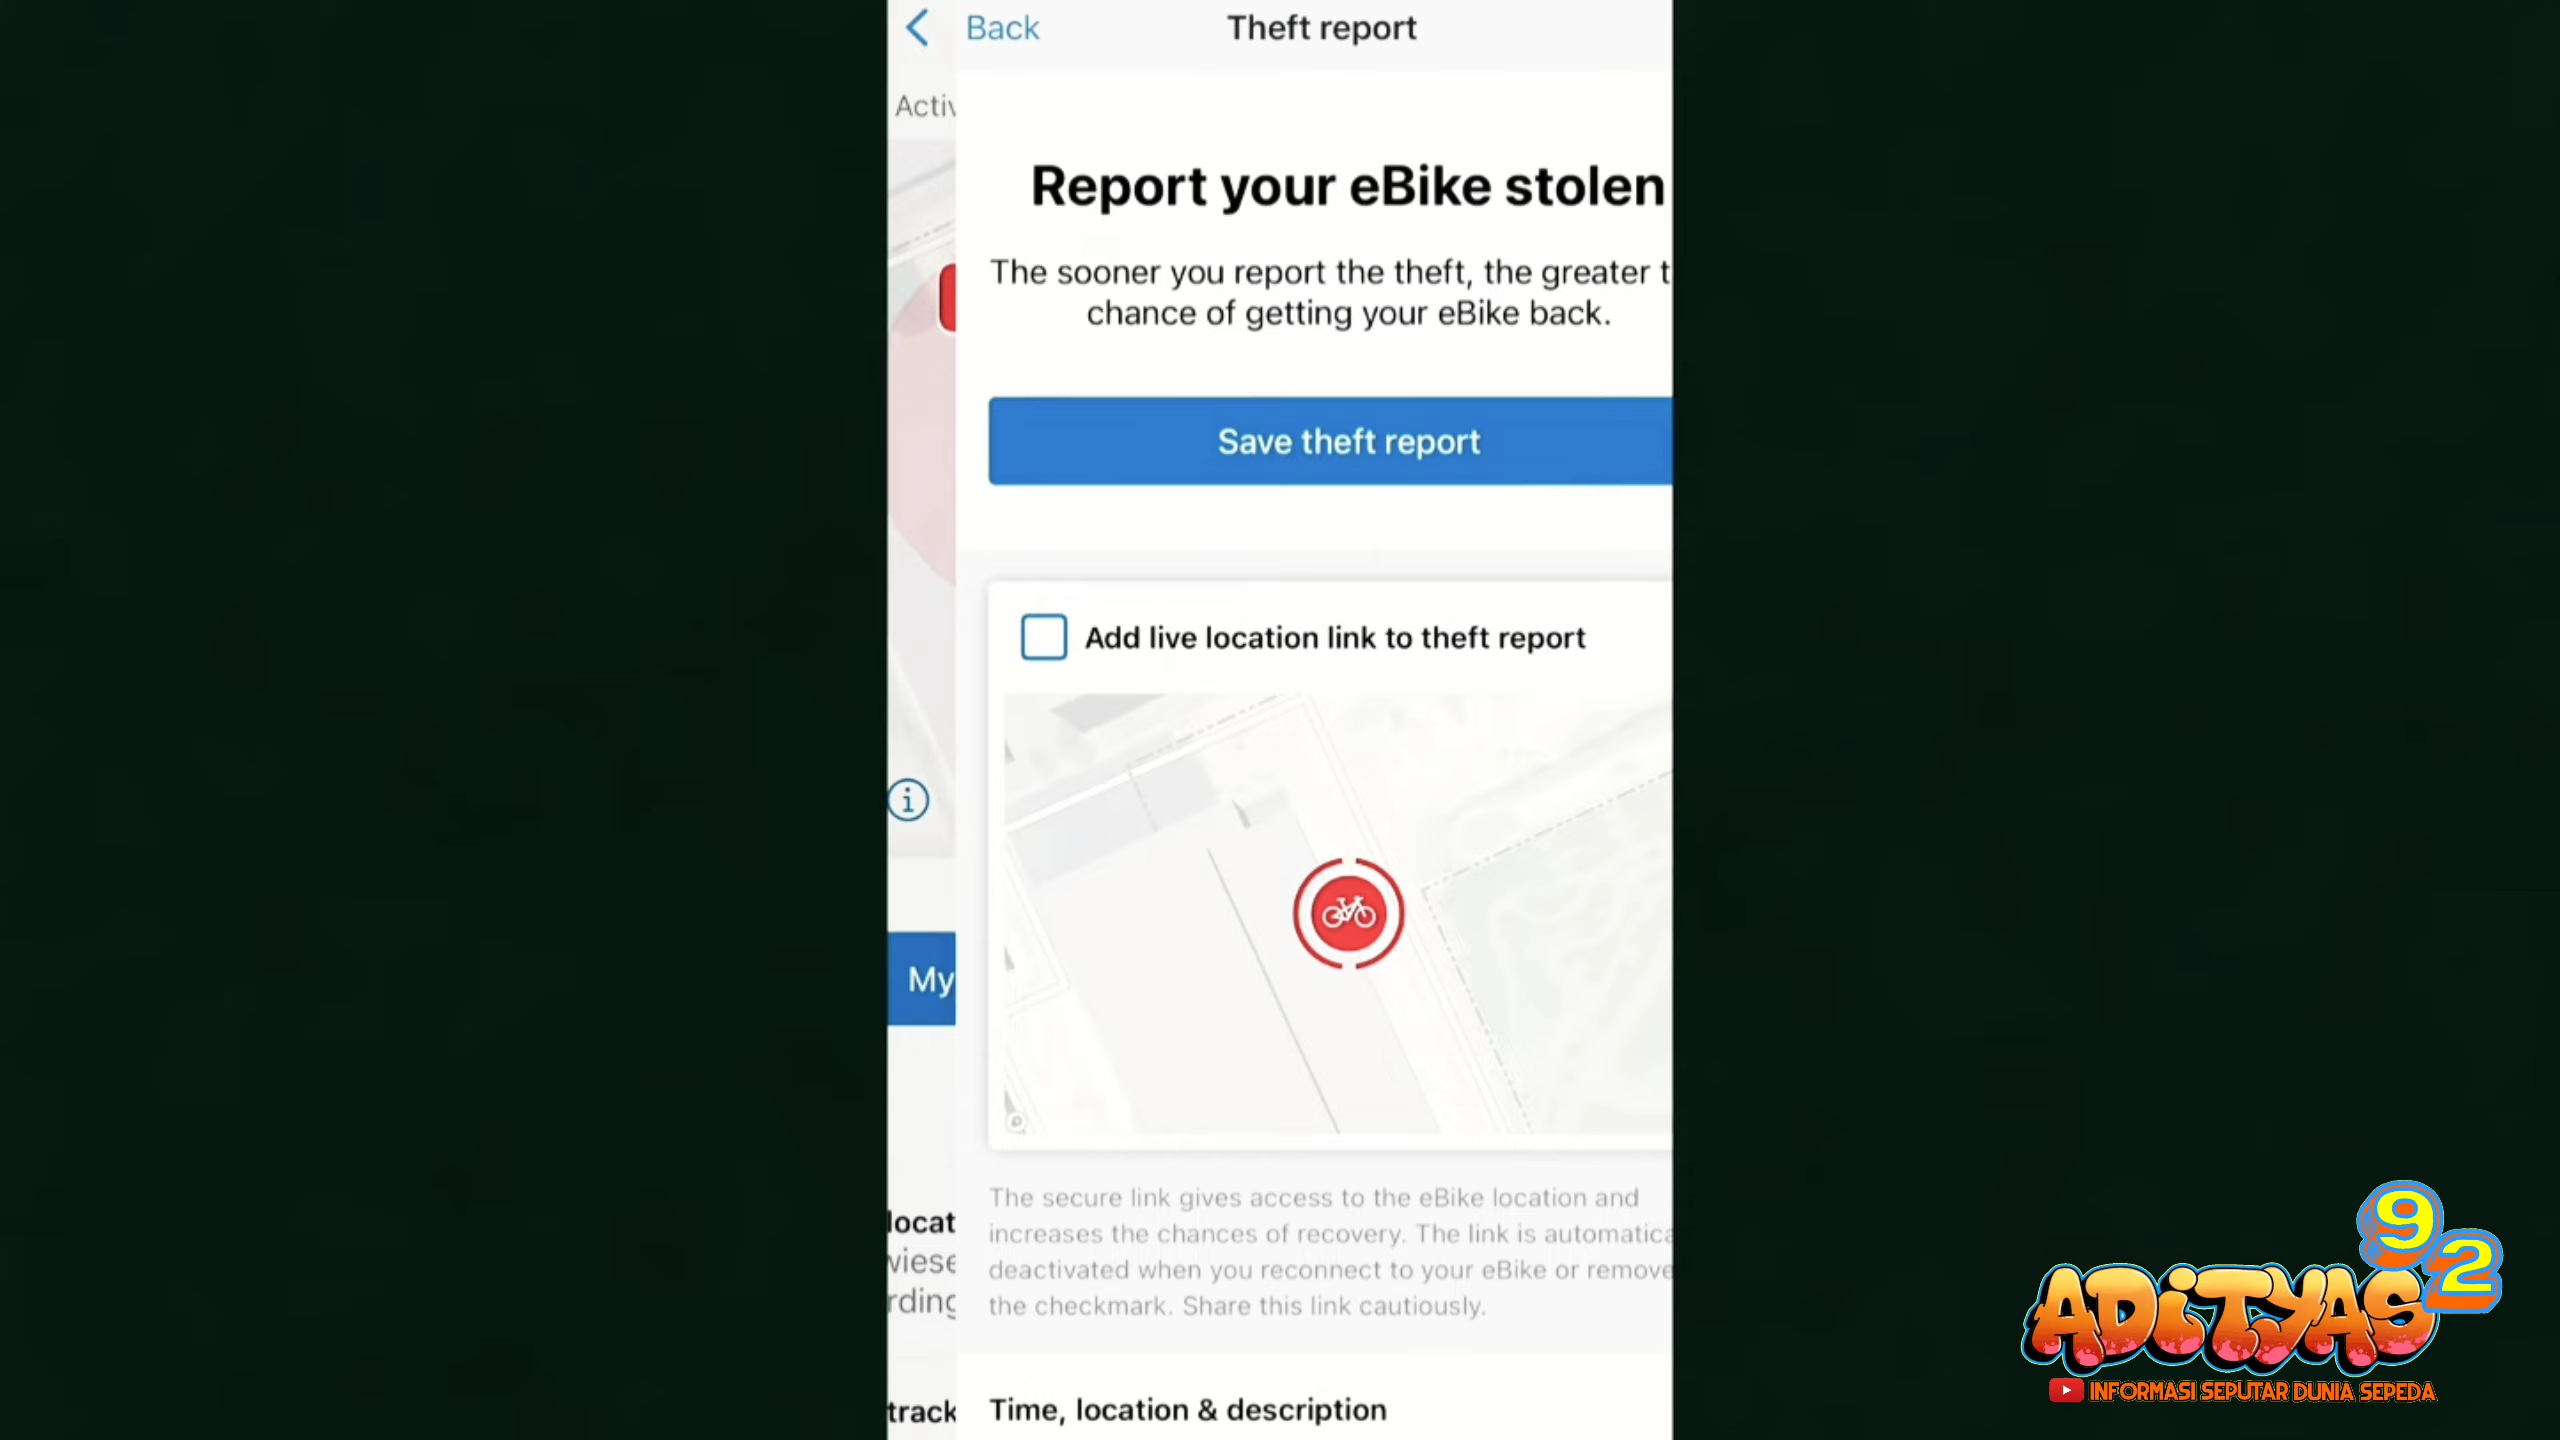 Back
Theft report
Activ
Report your eBike stolen
The sooner you report the theft, the greater t
chance of getting your eBike back.
Save theft report
Add live location link to theft report
i
My
The secure link gives access to the eBike location and
increases the chances of recovery. The link is automatica
deactivated when you reconnect to your eBike or remove
the checkmark. Share this link cautiously.
locat
wiese
rding
track
Time, location & description
ADITYAS 92
INFORMASI SEPUTAR DUNIA SEPEDA